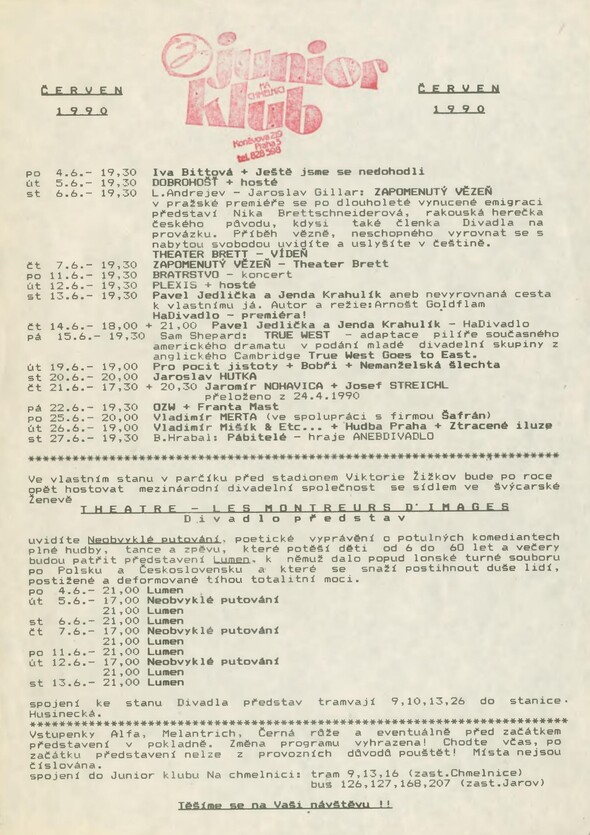 junior
klub
NA
CHMELNICI
Koněvova 219
Praha 3
tel. 828 598
ČERVEN
1990
ČERVEN
1990
po 4.6.- 19,30 Iva Bittová + Ještě jsme se nedohodli
út 5.6.- 19,30 DOBROHOŠŤ + hosté
st 6.6.- 19,30 L.Andrejev - Jaroslav Gillar: ZAPOMENUTÝ VĚZEŇ
v pražské premiéře se po dlouholeté vynucené emigraci
představí Nika Brettschneiderová, rakouská herečka
českého původu, kdysi také členka Divadla na
provázku. Příběh vězně, neschopného vyrovnat se s
nabytou svobodou uvidíte a uslyšíte v češtině.
THEATER BRETT - VÍDEŇ
čt 7.6.- 19,30 ZAPOMENUTÝ VĚZEŇ - Theater Brett
po 11.6.- 19,30 BRATRSTVO - koncert
út 12.6.- 19,30 PLEXIS + hosté
st 13.6.- 19,30 Pavel Jedlička a Jenda Krahulík aneb nevyrovnaná cesta
k vlastnímu já. Autor a režie:Arnošt Goldflam
HaDivadlo - premiéra!
čt 14.6.- 18,00 + 21,00 Pavel Jedlička a Jenda Krahulík - HaDivadlo
pá 15.6.- 19,30 Sam Shepard: TRUE WEST - adaptace pilíře současného
amerického dramatu v podání mladé divadelní skupiny z
anglického Cambridge True West Goes to East.
út 19.6.- 19,00 Pro pocit jistoty + Bobři + Nemanželská šlechta
st 20.6.- 20,00 Jaroslav HUTKA
čt 21.6.- 17,30 + 20,30 Jaromír NOHAVICA + Josef STREICHL
přeloženo z 24.4.1990
pá 22.6.- 19,30 OZW + Franta Mast
po 25.6.- 20,00 Vladimír MERTA (ve spolupráci s firmou Šafrán)
út 26.6.- 19,00 Vladimír Mišík & Etc... + Hudba Praha + Ztracené iluze
st 27.6.- 19,30 B.Hrabal: Pábitelé - hraje ANEBDIVADLO
************************************************************
Ve vlastním stanu v parčíku před stadionem Viktorie Žižkov bude po roce
opět hostovat mezinárodní divadelní společnost se sídlem ve švýcarské
Ženevě
THEATRE - LES MONTREURS D'IMAGES
Divadlo představ
uvidíte Neobvyklé putování, poetické vyprávění o potulných komediantech
plné hudby, tance a zpěvu, které potěší děti od 6 do 60 let a večery
budou patřit představení Lumen, k němuž dalo popud lonské turné souboru
po Polsku a Československu a které se snaží postihnout duše lidí,
postižené a deformované tíhou totalitní moci.
po 4.6.- 21,00 Lumen
út 5.6.- 17,00 Neobvyklé putování
21,00 Lumen
st 6.6.- 21,00 Lumen
čt 7.6.- 17,00 Neobvyklé putování
21,00 Lumen
po 11.6.- 21,00 Lumen
út 12.6.- 17,00 Neobvyklé putování
21,00 Lumen
st 13.6.- 21,00 Lumen
spojení ke stanu Divadla představ tramvají 9,10,13,26 do stanice
Husinecká.
************************************************************
Vstupenky Alfa, Melantrich, Černá růže a eventuálně před začátkem
představení v pokladně. Změna programu vyhrazena! Chodte včas, po
začátku představení nelze z provozních důvodů pouštět! Místa nejsou
číslována.
spojení do Junior klubu Na chmelnici: tram 9,13,16 (zast.Chmelnice)
bus 126,127,168,207 (zast.Jarov)
Těšíme se na Vaši návštěvu !!